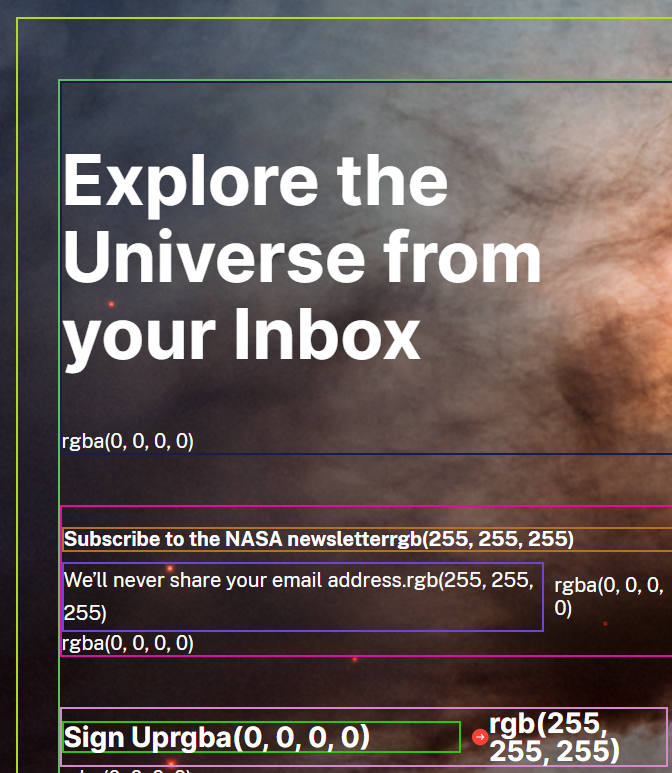 Explore the
Universe from
your Inbox
rgba(0, 0, 0, 0)
Subscribe to the NASA newsletterrgb(255, 255, 255)
We’ll never share your email address.rgb(255, 255,
255)
rgba(0, 0, 0,
0)
rgba(0, 0, 0, 0)
Sign Uprgba(0, 0, 0, 0)
rgb(255,
255, 255)